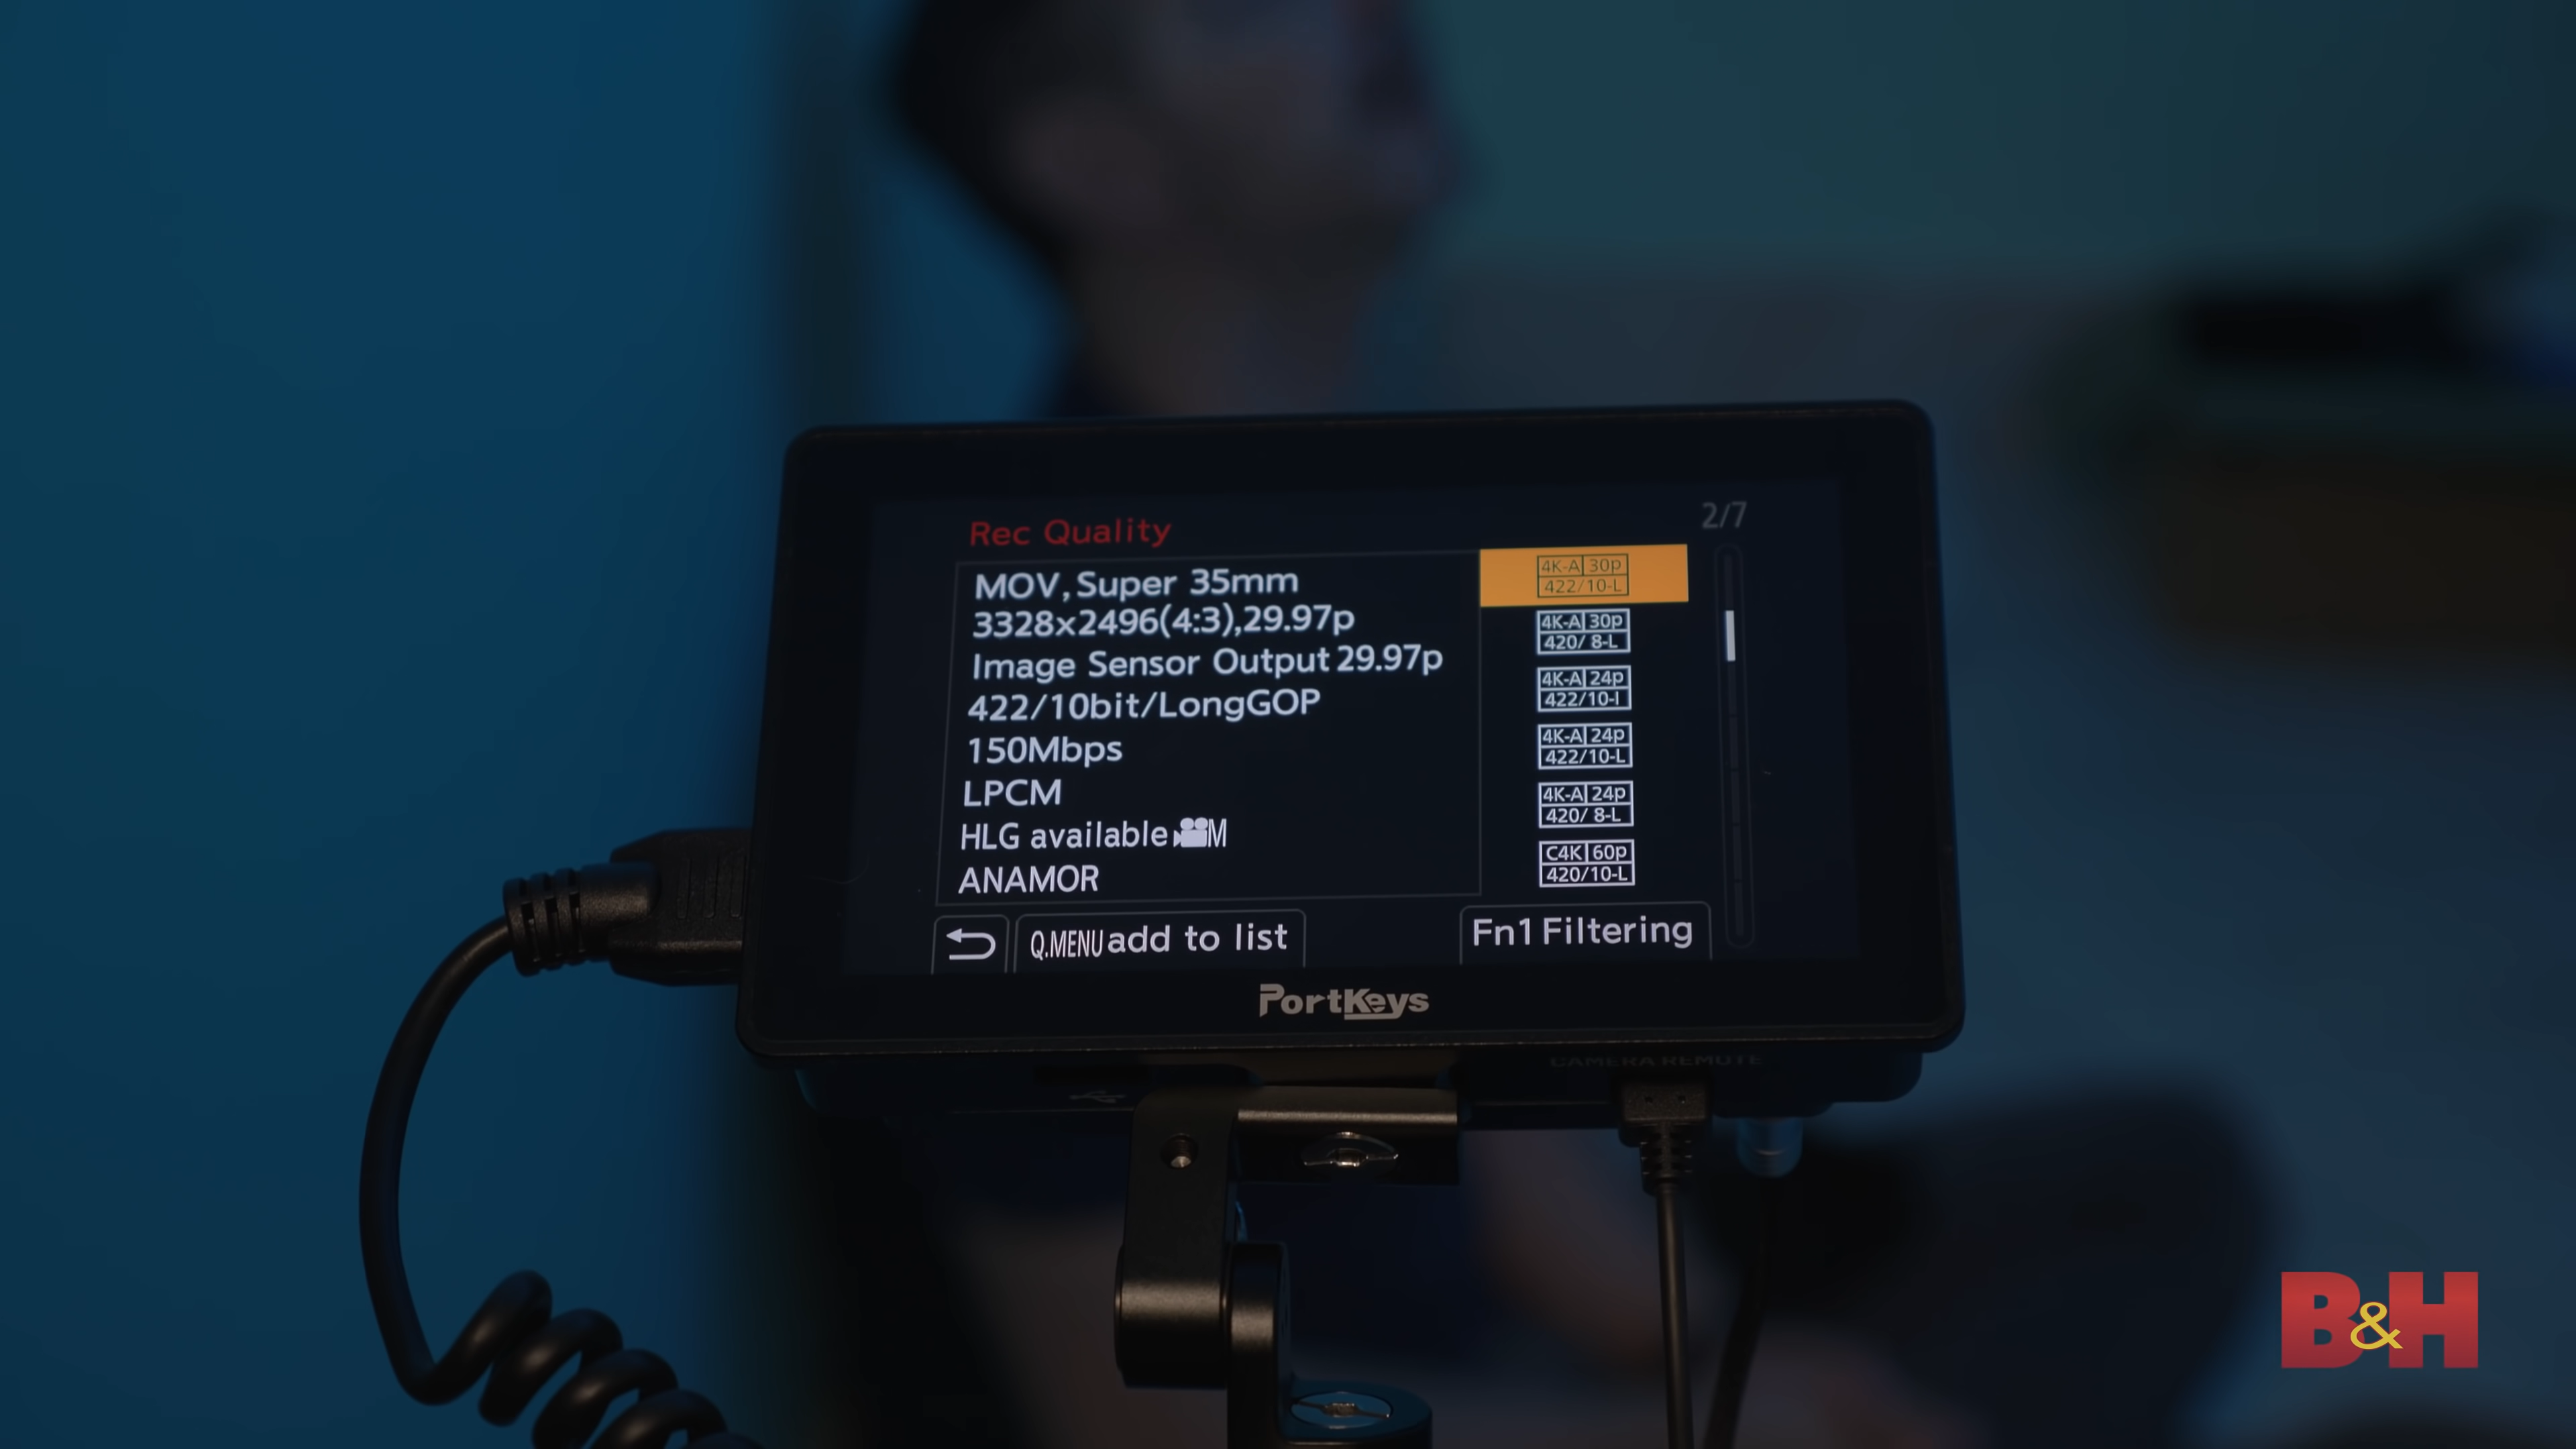 Rec Quality
2/7
MOV,Super 35mm
3328x2496(4:3),29.97p
Image Sensor Output 29.97p
422/10bit/LongGOP
150Mbps
LPCM
HLG available M
ANAMOR
4K-A 30p
422/10-L
4K-A 30p
420/ 8-L
4K-A 24p
422/10-I
4K-A 24p
422/10-L
4K-A 24p
420/ 8-L
C4K 60p
420/10-L
Q.MENU add to list
Fn1 Filtering
PortKeys
CAMERA REMOTE
B&H